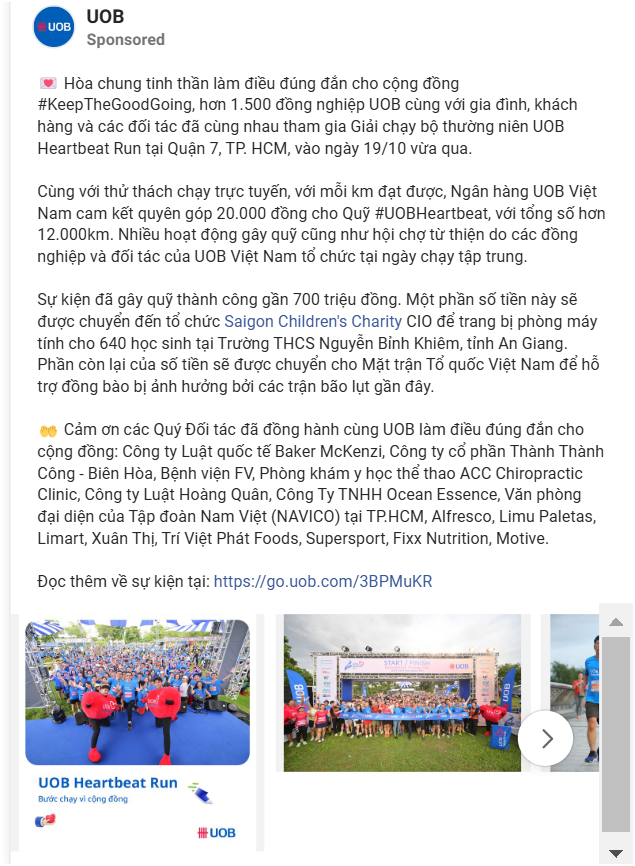 UOB
UOB
Sponsored
💌 Hòa chung tinh thần làm điều đúng đắn cho cộng đồng
#KeepTheGoodGoing, hơn 1.500 đồng nghiệp UOB cùng với gia đình, khách
hàng và các đối tác đã cùng nhau tham gia Giải chạy bộ thường niên UOB
Heartbeat Run tại Quận 7, TP. HCM, vào ngày 19/10 vừa qua.
Cùng với thử thách chạy trực tuyến, với mỗi km đạt được, Ngân hàng UOB Việt
Nam cam kết quyên góp 20.000 đồng cho Quỹ #UOBHeartbeat, với tổng số hơn
12.000km. Nhiều hoạt động gây quỹ cũng như hội chợ từ thiện do các đồng
nghiệp và đối tác của UOB Việt Nam tổ chức tại ngày chạy tập trung.
Sự kiện đã gây quỹ thành công gần 700 triệu đồng. Một phần số tiền này sẽ
được chuyển đến tổ chức Saigon Children's Charity CIO để trang bị phòng máy
tính cho 640 học sinh tại Trường THCS Nguyễn Bỉnh Khiêm, tỉnh An Giang.
Phần còn lại của số tiền sẽ được chuyển cho Mặt trận Tổ quốc Việt Nam để hỗ
trợ đồng bào bị ảnh hưởng bởi các trận bão lụt gần đây.
👐 Cảm ơn các Quý Đối tác đã đồng hành cùng UOB làm điều đúng đắn cho
cộng đồng: Công ty Luật quốc tế Baker McKenzi, Công ty cổ phần Thành Thành
Công - Biên Hòa, Bệnh viện FV, Phòng khám y học thể thao ACC Chiropractic
Clinic, Công ty Luật Hoàng Quân, Công Ty TNHH Ocean Essence, Văn phòng
đại diện của Tập đoàn Nam Việt (NAVICO) tại TP.HCM, Alfresco, Limu Paletas,
Limart, Xuân Thị, Trí Việt Phát Foods, Supersport, Fixx Nutrition, Motive.
Đọc thêm về sự kiện tại: https://go.uob.com/3BPMuKR
START / FINISH
UOB
UOB
UOB Heartbeat Run
Bước chạy vì cộng đồng
UOB